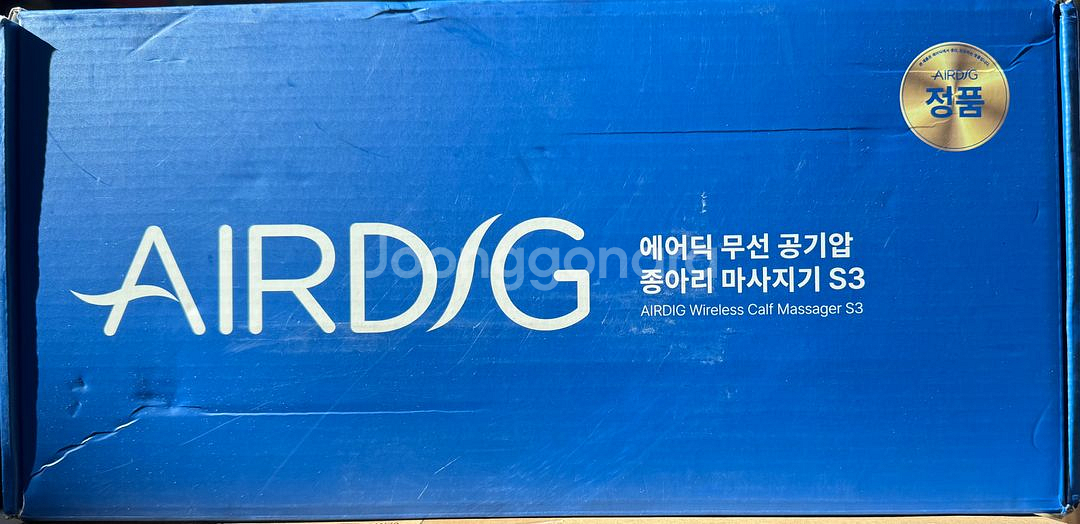 AIRDIG
정품
AIRDIG
에어딕 무선 공기압
종아리 마사지기 S3
AIRDIG Wireless Calf Massager S3
Joonggonara